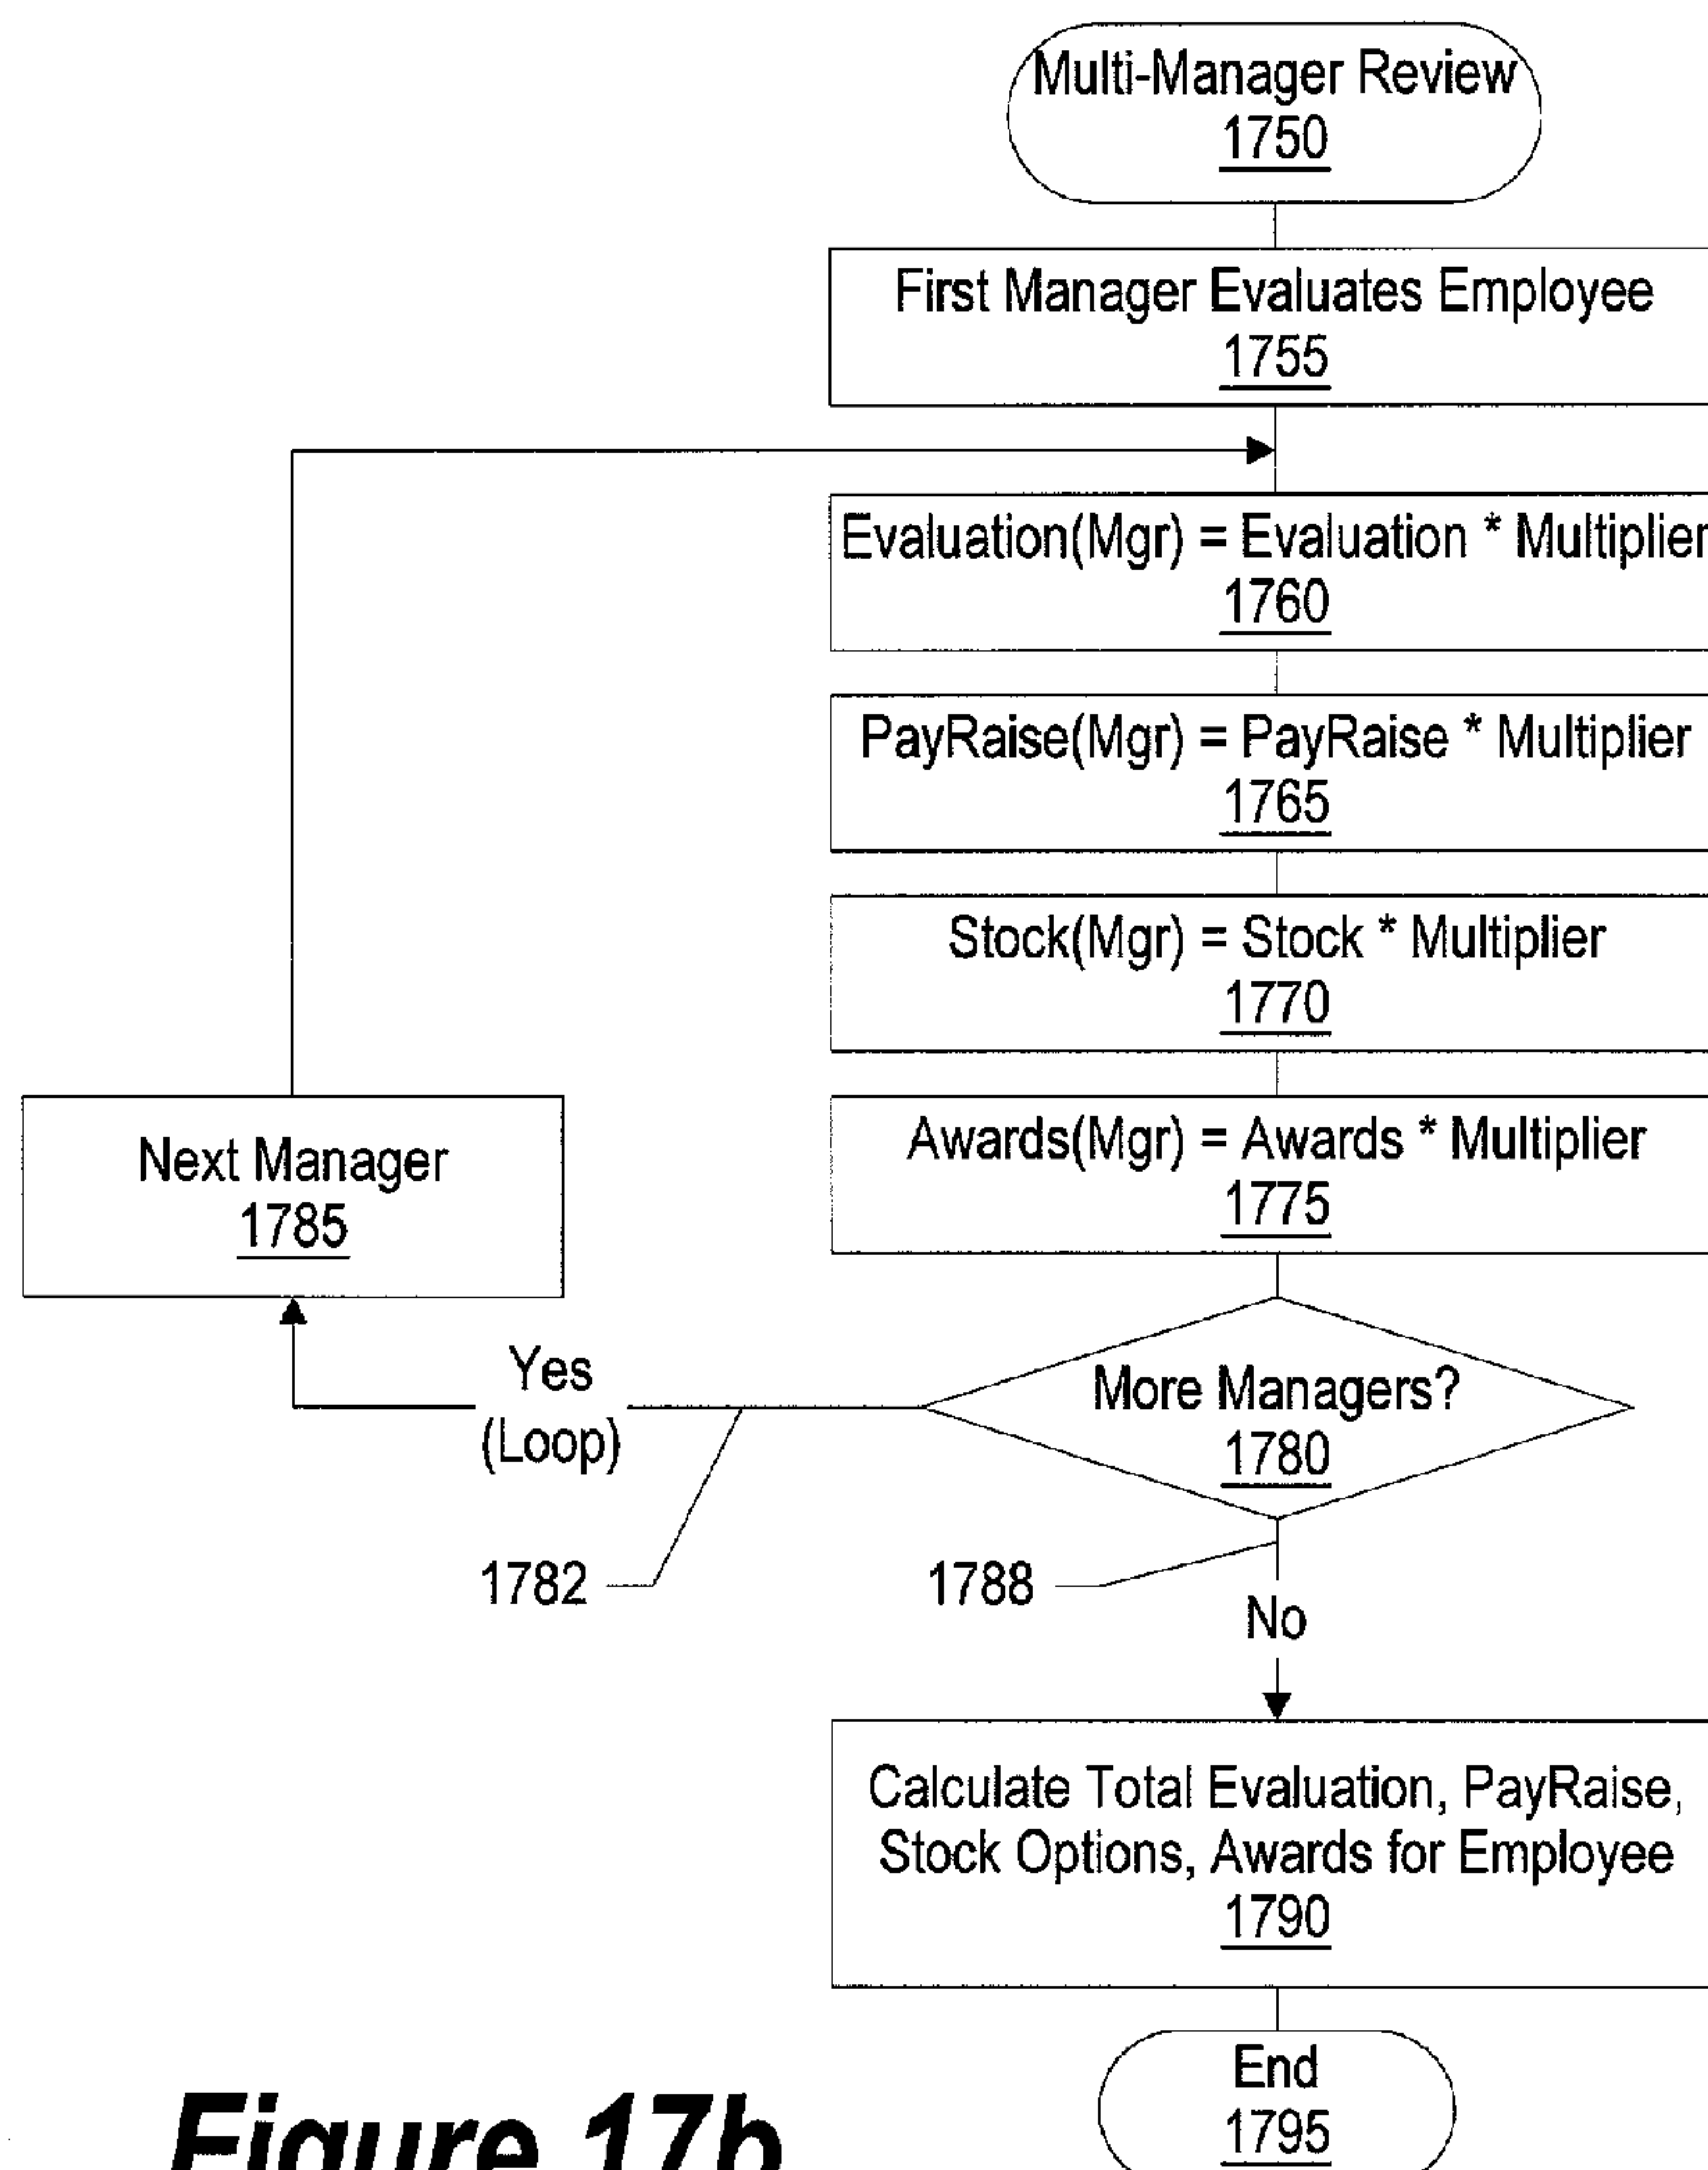 Multi-Manager Review
1750
First Manager Evaluates Employee
1755
Evaluation(Mgr) = Evaluation * Multiplier
1760
PayRaise(Mgr) = PayRaise * Multiplier
1765
Stock(Mgr) = Stock * Multiplier
1770
Awards(Mgr) = Awards * Multiplier
1775
Next Manager
1785
More Managers?
1780
Yes
(Loop)
1782
1788
No
Calculate Total Evaluation, PayRaise,
Stock Options, Awards for Employee
1790
End
1795
Figure 17b